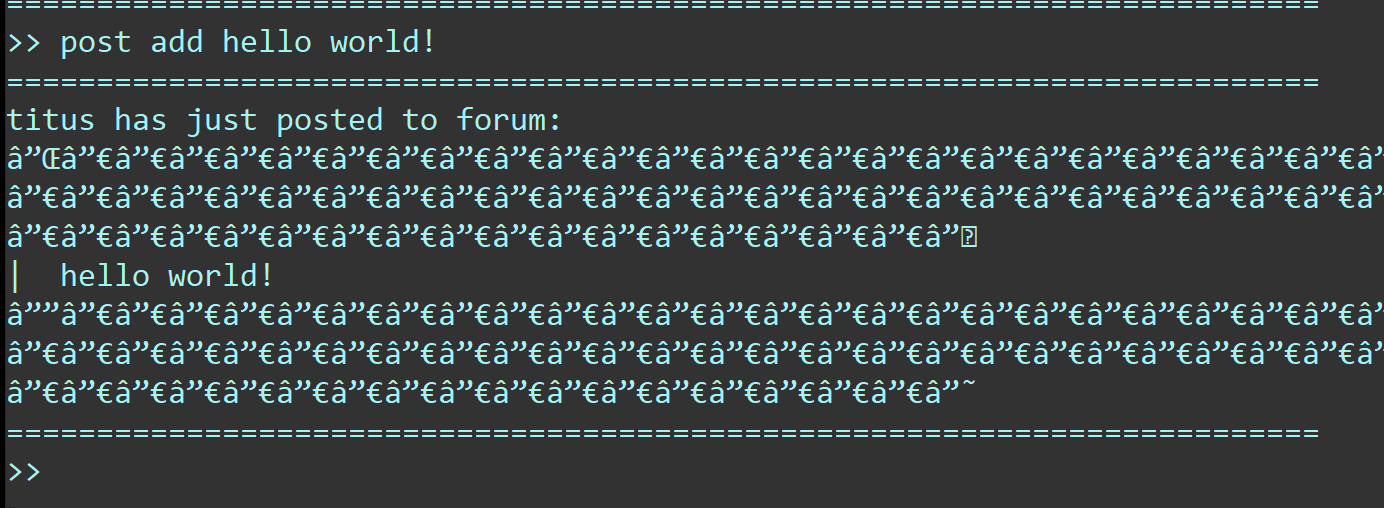 =========================================================================
>> post add hello world!
=========================================================================
titus has just posted to forum:
â”Œâ”€â”€â”€â”€â”€â”€â”€â”€â”€â”€â”€â”€â”€â”€â”€â”€â”€â”€â”€â”€â”€â”€â”€â”€â”
â”€â”€â”€â”€â”€â”€â”€â”€â”€â”€â”€â”€â”€â”€â”€â”€â”€â”€â”€â”€â”€â”€â”€â”€â”€â”
â”€â”€â”€â”€â”€â”€â”€â”€â”€â”€â”€â”€â”€â”€â”€â”€â”€â”�
│  hello world!
â””â”€â”€â”€â”€â”€â”€â”€â”€â”€â”€â”€â”€â”€â”€â”€â”€â”€â”€â”€â”€â”€â”€â”€â”€â”
â”€â”€â”€â”€â”€â”€â”€â”€â”€â”€â”€â”€â”€â”€â”€â”€â”€â”€â”€â”€â”€â”€â”€â”€â”€â”
â”€â”€â”€â”€â”€â”€â”€â”€â”€â”€â”€â”€â”€â”€â”€â”€â”€â”˜
=========================================================================
>>